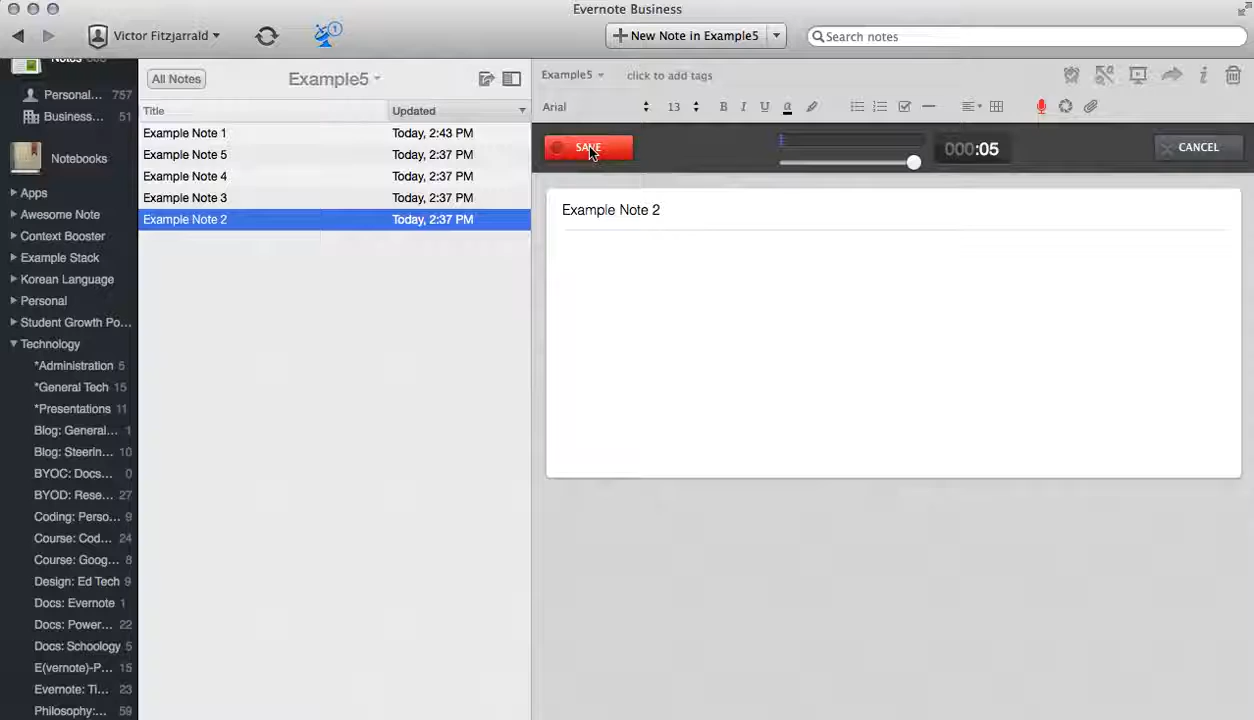 Evernote Business
Victor Fitzjarrald
1
New Note in Example5
Search notes
Personal... 757
Business... 51
Notebooks
Apps
Awesome Note
Context Booster
Example Stack
Korean Language
Personal
Student Growth Po...
Technology
*Administration 5
*General Tech 15
*Presentations 11
Blog: General... 1
Blog: Steerin... 10
BYOC: Docs... 0
BYOD: Rese... 27
Coding: Perso... 9
Course: Cod... 24
Course: Goog... 8
Design: Ed Tech 9
Docs: Evernote 1
Docs: Power... 22
Docs: Schoology 5
E(vernote)-P... 15
Evernote: Ti... 23
Philosophy:... 59
All Notes
Example5
Title Updated
Example Note 1 Today, 2:43 PM
Example Note 5 Today, 2:37 PM
Example Note 4 Today, 2:37 PM
Example Note 3 Today, 2:37 PM
Example Note 2 Today, 2:37 PM
Example5 click to add tags
Arial 13 B I U a
SAVE 000:05 CANCEL
Example Note 2